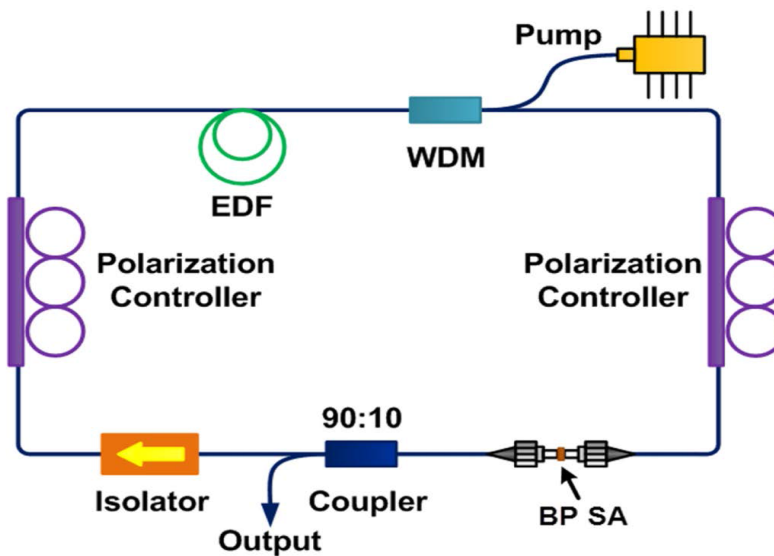 Pump
WDM
EDF
Polarization
Controller
Polarization
Controller
90:10
Isolator
Coupler
BP SA
Output